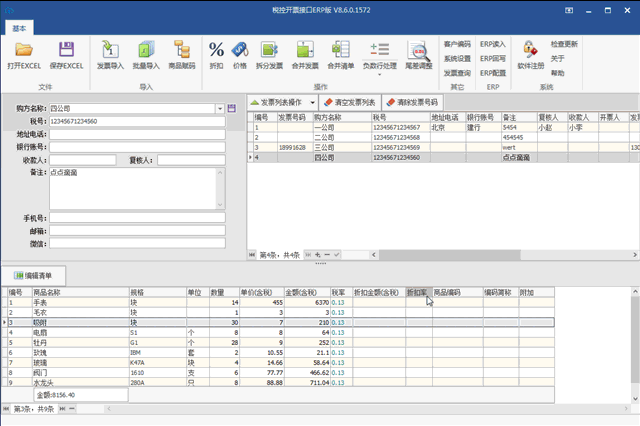 税控开票接口ERP版 V8.6.0.1572
基本
打开EXCEL 保存EXCEL 发票导入 批量导入 商品赋码 折扣 价格 拆分发票 合并发票 合并清单 负数行处理 尾差调整 客户编码 系统设置 发票查询 ERP读入 ERP回写 ERP配置 软件注册 检查更新 关于 帮助
文件 导入 操作 其它 ERP 系统
购方名称: 四公司
税号: 12345671234560
地址电话:
银行账号:
收款人: 复核人:
备注: 点点面面
手机号:
邮箱:
微信:
发票列表操作 清空发票列表 清除发票号码
编号 发票号码 购方名称 税号 地址电话 银行账号 备注 复核人 收款人 开票人 发
1 一公司 12345671234567 北京 建行 5454 小赵 小李
2 二公司 12345671234568 454545
3 18991628 三公司 12345671234569 wert 130
4 四公司 12345671234560 点点面面
第4条，共4条
编辑清单
编号 商品名称 规格 单位 数量 单价(含税) 金额(含税) 税率 折扣金额(含税) 折扣率 商品编码 编码简称 附加
1 手表 块 14 455 6370 0.13
2 毛衣 块 1 3 3 0.13
3 块 30 7 210 0.13
4 电扇 S1 个 8 8 64 0.13
5 牡丹 G1 个 28 9 252 0.13
6 玫瑰 IBM 套 2 10.55 21.1 0.13
7 玻璃 K47A 块 4 14.66 58.64 0.13
8 阀门 1610 支 6 77.77 466.62 0.13
9 水龙头 280A 只 8 88.88 711.04 0.13
金额:8156.40
第3条，共9条